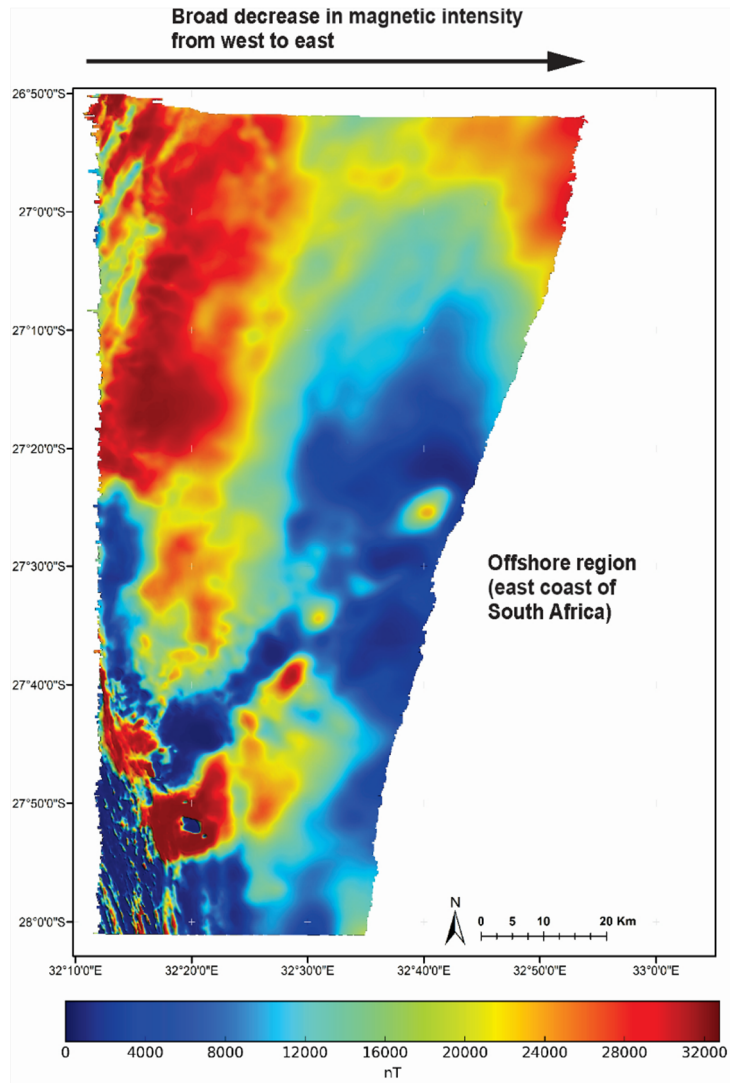 Broad decrease in magnetic intensity
from west to east
26°50'0"S
27°0'0"S
27°10'0"S
27°20'0"S
27°30'0"S
27°40'0"S
27°50'0"S
28°0'0"S
Offshore region
(east coast of
South Africa)
N
0 5 10 20 Km
32°10'0"E 32°20'0"E 32°30'0"E 32°40'0"E 32°50'0"E 33°0'0"E
0 4000 8000 12000 16000 20000 24000 28000 32000
nT